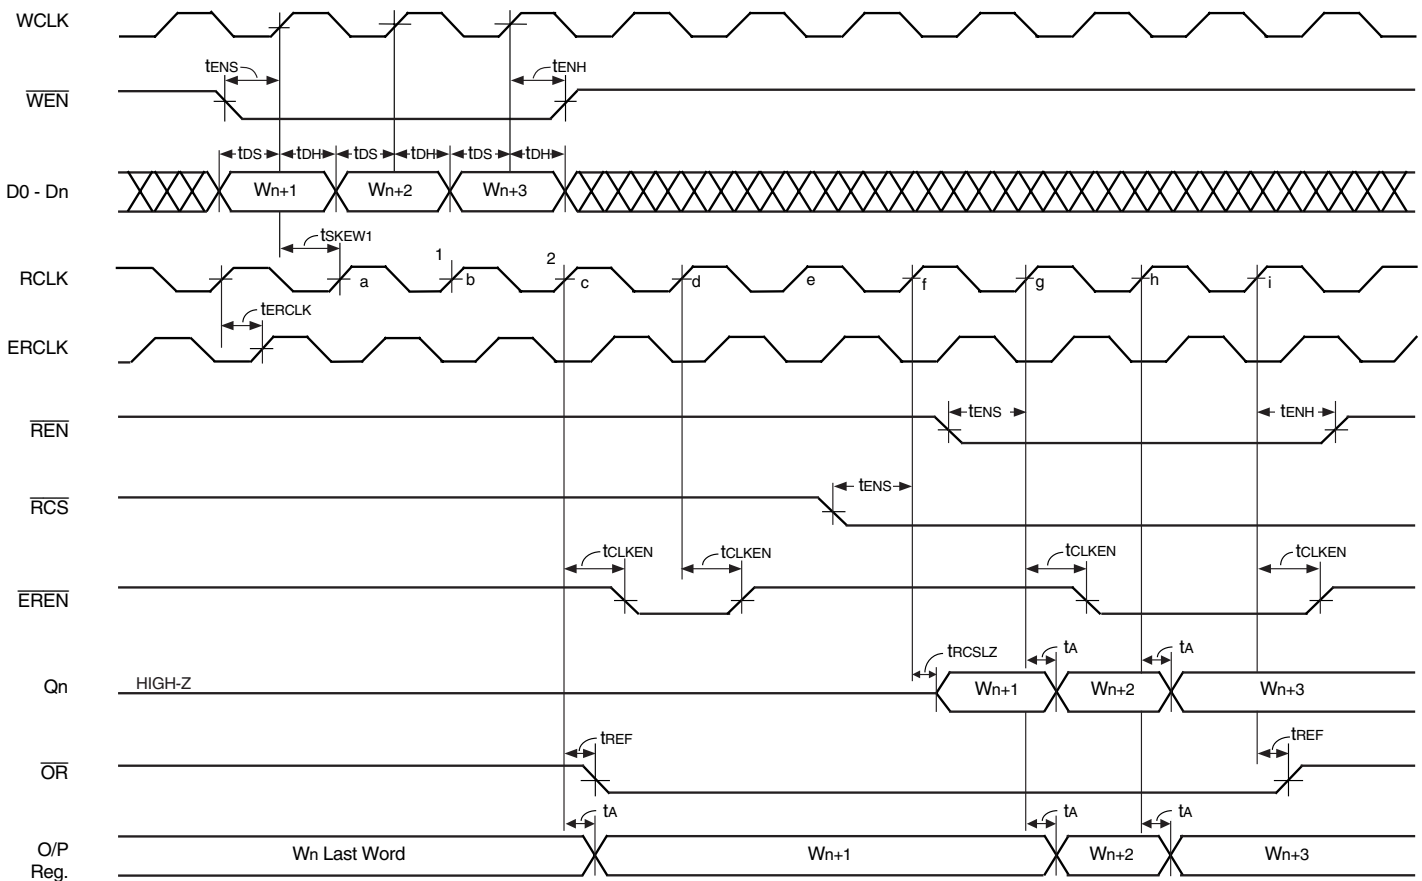 WCLK
tENS
tENH
WEN
tDS tDH tDS tDH tDS tDH
D0 - Dn
Wn+1 Wn+2 Wn+3
tSKEW1
1 2
RCLK
a b c d e f g h i
tERCLK
ERCLK
REN
tENS tENH
RCS
tENS
tCLKEN tCLKEN tCLKEN tCLKEN
EREN
tRCSLZ tA tA
Qn
HIGH-Z
Wn+1 Wn+2 Wn+3
tREF tREF
OR
tA tA tA
O/P
Reg.
Wn Last Word Wn+1 Wn+2 Wn+3